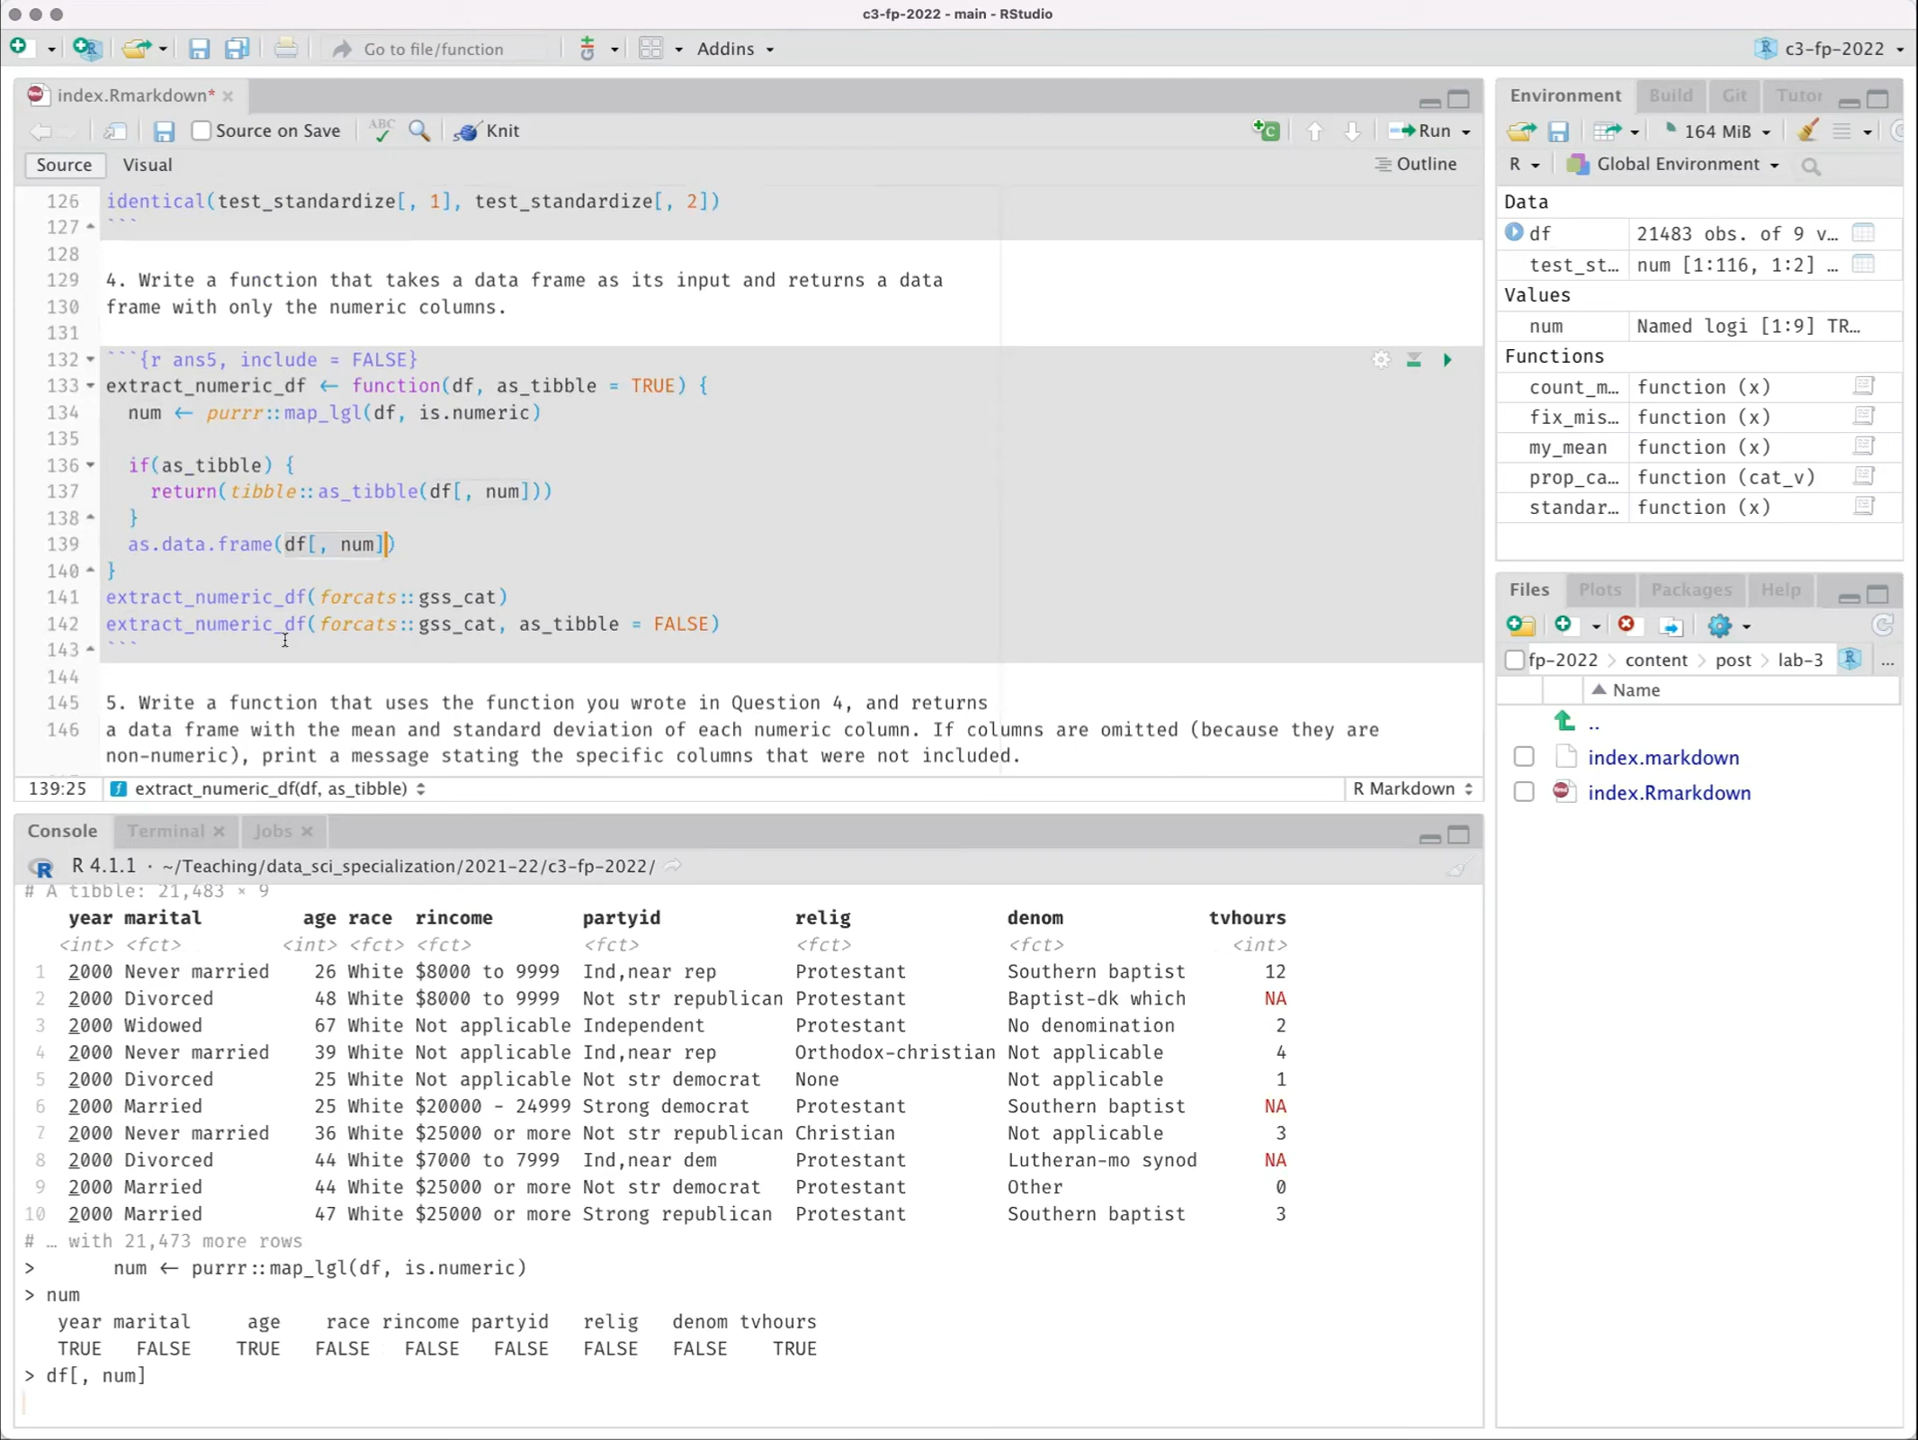 c3-fp-2022 - main - RStudio
Go to file/function
Addins
c3-fp-2022
index.Rmarkdown*
Source on Save
ABC
Knit
Run
Source
Visual
Outline
126 identical(test_standardize[, 1], test_standardize[, 2])
127 ```
128
129 4. Write a function that takes a data frame as its input and returns a data
130 frame with only the numeric columns.
131
132 ```{r ans5, include = FALSE}
133 extract_numeric_df ← function(df, as_tibble = TRUE) {
134   num ← purrr::map_lgl(df, is.numeric)
135
136   if(as_tibble) {
137     return(tibble::as_tibble(df[, num]))
138   }
139   as.data.frame(df[, num])
140 }
141 extract_numeric_df(forcats::gss_cat)
142 extract_numeric_df(forcats::gss_cat, as_tibble = FALSE)
143 ```
144
145 5. Write a function that uses the function you wrote in Question 4, and returns
146 a data frame with the mean and standard deviation of each numeric column. If columns are omitted (because they are
non-numeric), print a message stating the specific columns that were not included.
139:25 extract_numeric_df(df, as_tibble) R Markdown
Console Terminal Jobs
R 4.1.1 · ~/Teaching/data_sci_specialization/2021-22/c3-fp-2022/
# A tibble: 21,483 × 9
year marital age race rincome partyid relig denom tvhours
<int> <fct> <int> <fct> <fct> <fct> <fct> <fct> <int>
1 2000 Never married 26 White $8000 to 9999 Ind,near rep Protestant Southern baptist 12
2 2000 Divorced 48 White $8000 to 9999 Not str republican Protestant Baptist-dk which NA
3 2000 Widowed 67 White Not applicable Independent Protestant No denomination 2
4 2000 Never married 39 White Not applicable Ind,near rep Orthodox-christian Not applicable 4
5 2000 Divorced 25 White Not applicable Not str democrat None Not applicable 1
6 2000 Married 25 White $20000 - 24999 Strong democrat Protestant Southern baptist NA
7 2000 Never married 36 White $25000 or more Not str republican Christian Not applicable 3
8 2000 Divorced 44 White $7000 to 7999 Ind,near dem Protestant Lutheran-mo synod NA
9 2000 Married 44 White $25000 or more Not str democrat Protestant Other 0
10 2000 Married 47 White $25000 or more Strong republican Protestant Southern baptist 3
# … with 21,473 more rows
> num ← purrr::map_lgl(df, is.numeric)
> num
year marital age race rincome partyid relig denom tvhours
TRUE FALSE TRUE FALSE FALSE FALSE FALSE FALSE TRUE
> df[, num]
Environment Build Git Tutor
164 MiB
R Global Environment
Data
df 21483 obs. of 9 v…
test_st… num [1:116, 1:2] …
Values
num Named logi [1:9] TR…
Functions
count_m… function (x)
fix_mis… function (x)
my_mean function (x)
prop_ca… function (cat_v)
standar… function (x)
Files Plots Packages Help
fp-2022 > content > post > lab-3 ...
Name
..
index.markdown
index.Rmarkdown